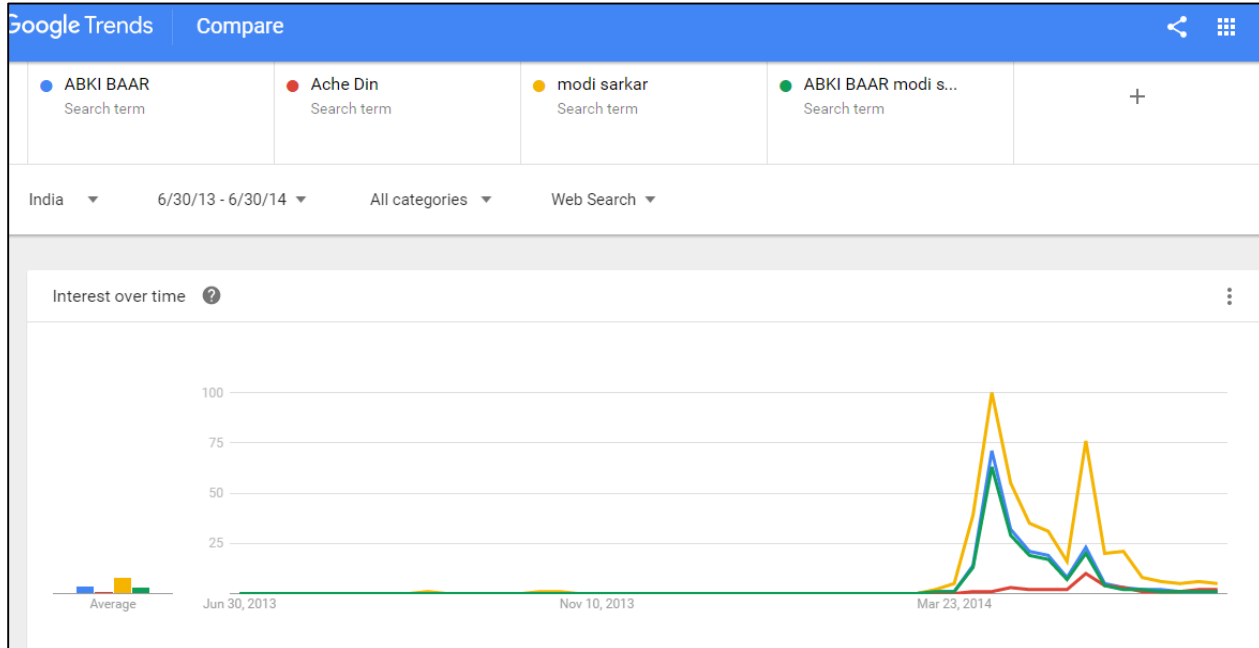 Google Trends Compare
ABKI BAAR Ache Din modi sarkar ABKI BAAR modi s...
Search term Search term Search term Search term
+
India 6/30/13 - 6/30/14 All categories Web Search
Interest over time ?
100
75
50
25
Average Jun 30, 2013 Nov 10, 2013 Mar 23, 2014